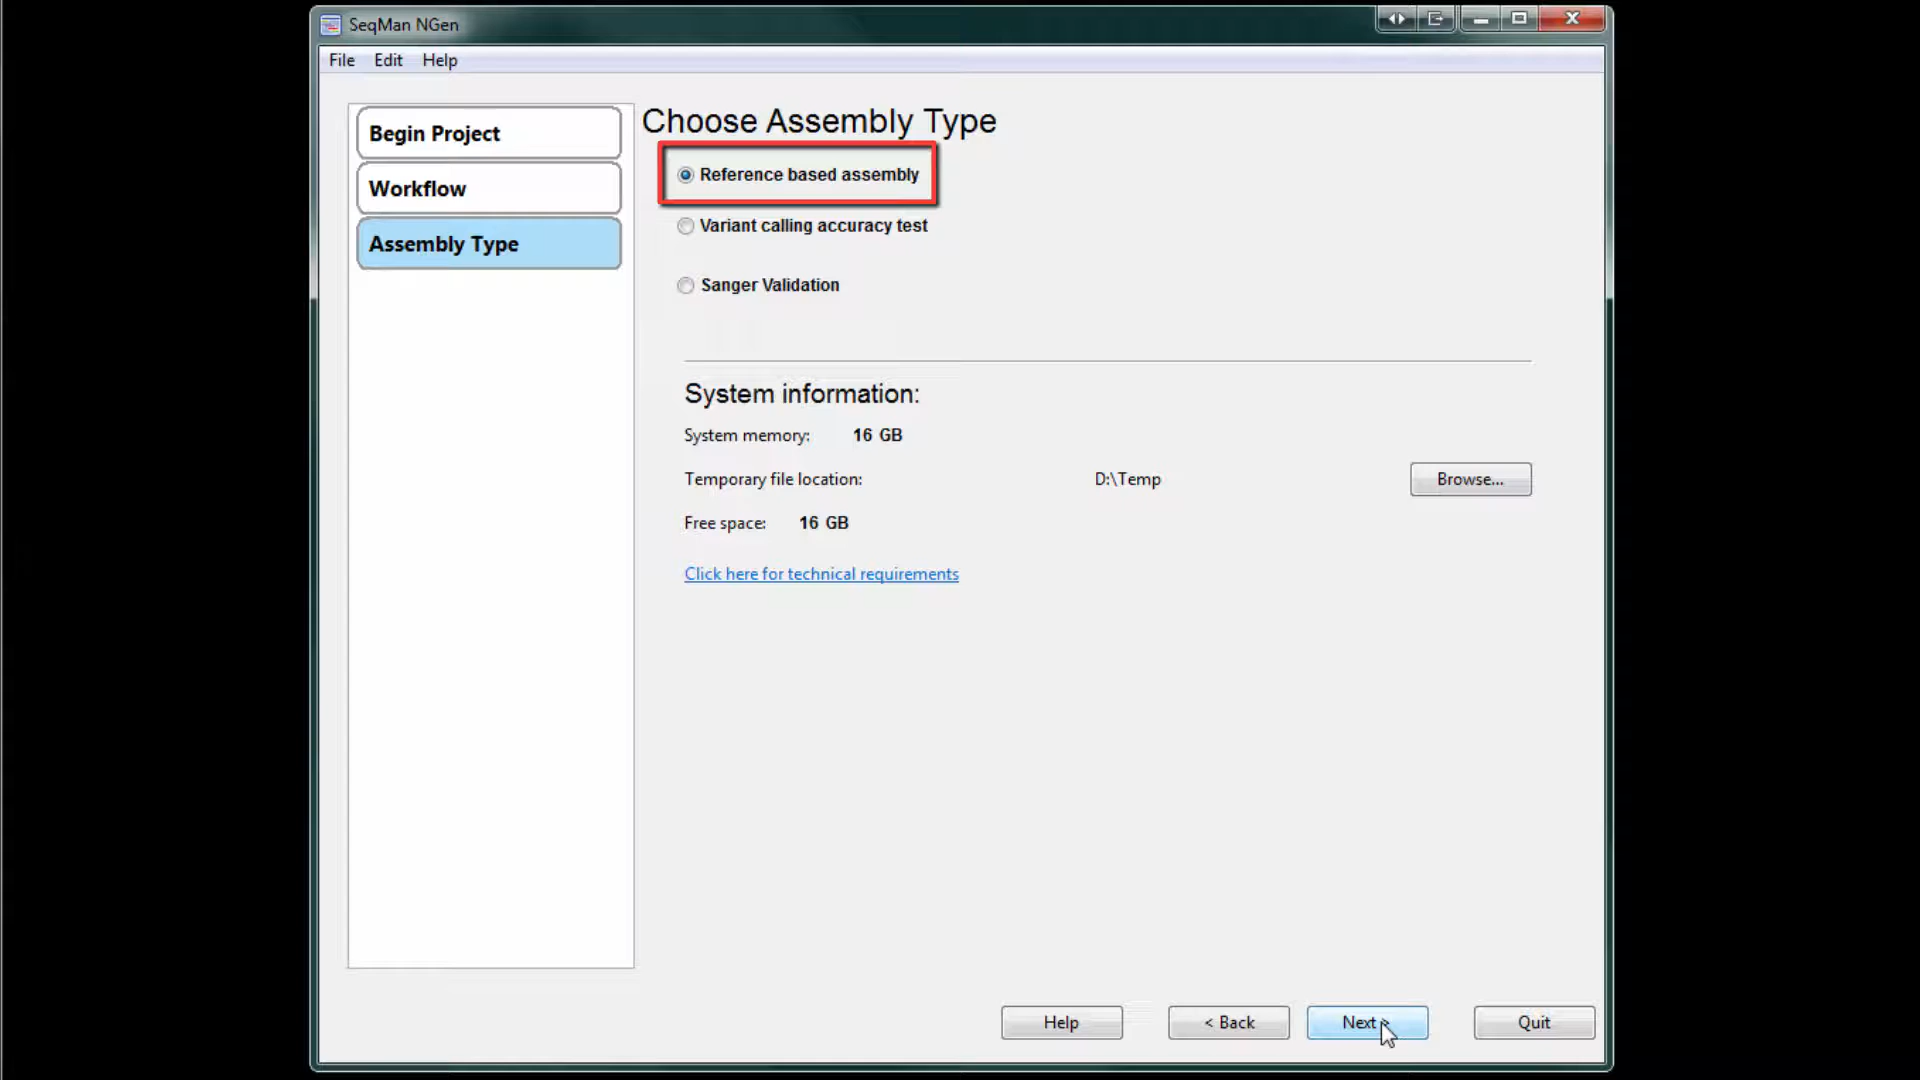 SeqMan NGen
File Edit Help
Begin Project
Workflow
Assembly Type
Choose Assembly Type
Reference based assembly
Variant calling accuracy test
Sanger Validation
System information:
System memory: 16 GB
Temporary file location: D:\Temp Browse...
Free space: 16 GB
Click here for technical requirements
Help < Back Next > Quit